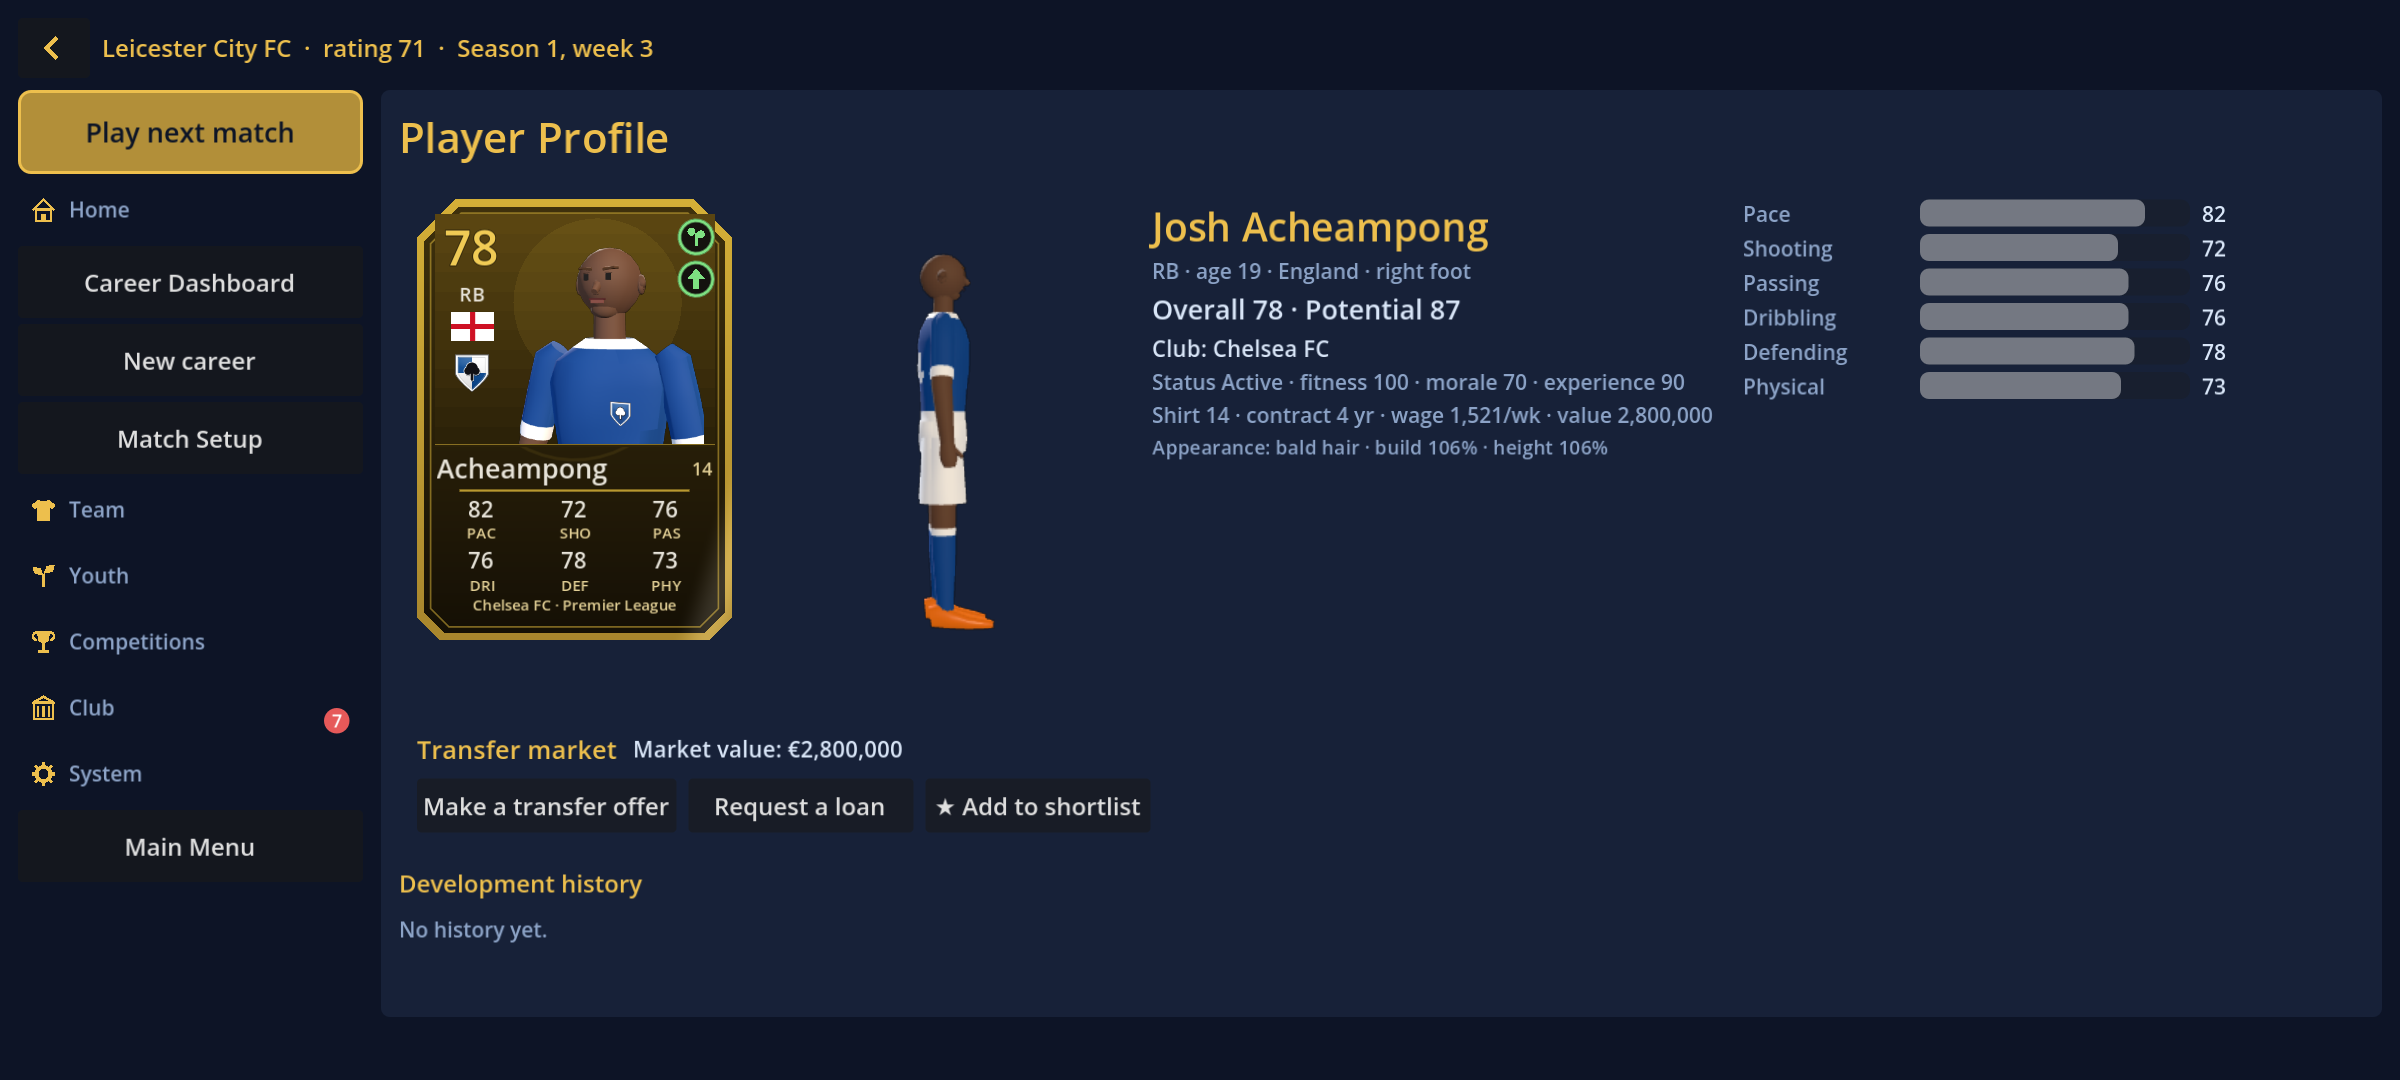 Leicester City FC · rating 71 · Season 1, week 3
Play next match
Home
Career Dashboard
New career
Match Setup
Team
Youth
Competitions
Club
7
System
Main Menu
Player Profile
78
RB
Acheampong 14
82 72 76
PAC SHO PAS
76 78 73
DRI DEF PHY
Chelsea FC · Premier League
Josh Acheampong
RB · age 19 · England · right foot
Overall 78 · Potential 87
Club: Chelsea FC
Status Active · fitness 100 · morale 70 · experience 90
Shirt 14 · contract 4 yr · wage 1,521/wk · value 2,800,000
Appearance: bald hair · build 106% · height 106%
Pace 82
Shooting 72
Passing 76
Dribbling 76
Defending 78
Physical 73
Transfer market Market value: €2,800,000
Make a transfer offer Request a loan ★ Add to shortlist
Development history
No history yet.